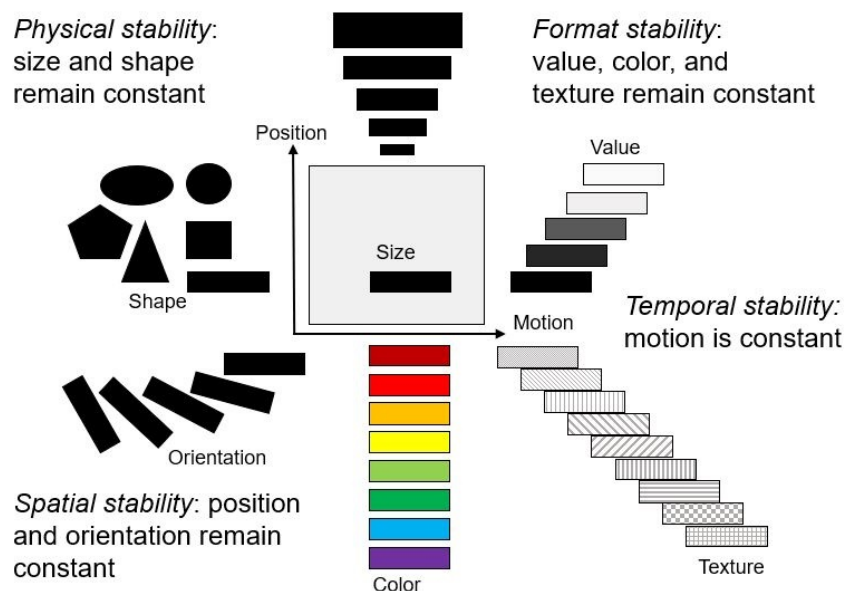 Physical stability:
size and shape
remain constant
Format stability:
value, color, and
texture remain constant
Position
Value
Size
Shape
Temporal stability:
motion is constant
Motion
Orientation
Spatial stability: position
and orientation remain
constant
Color
Texture